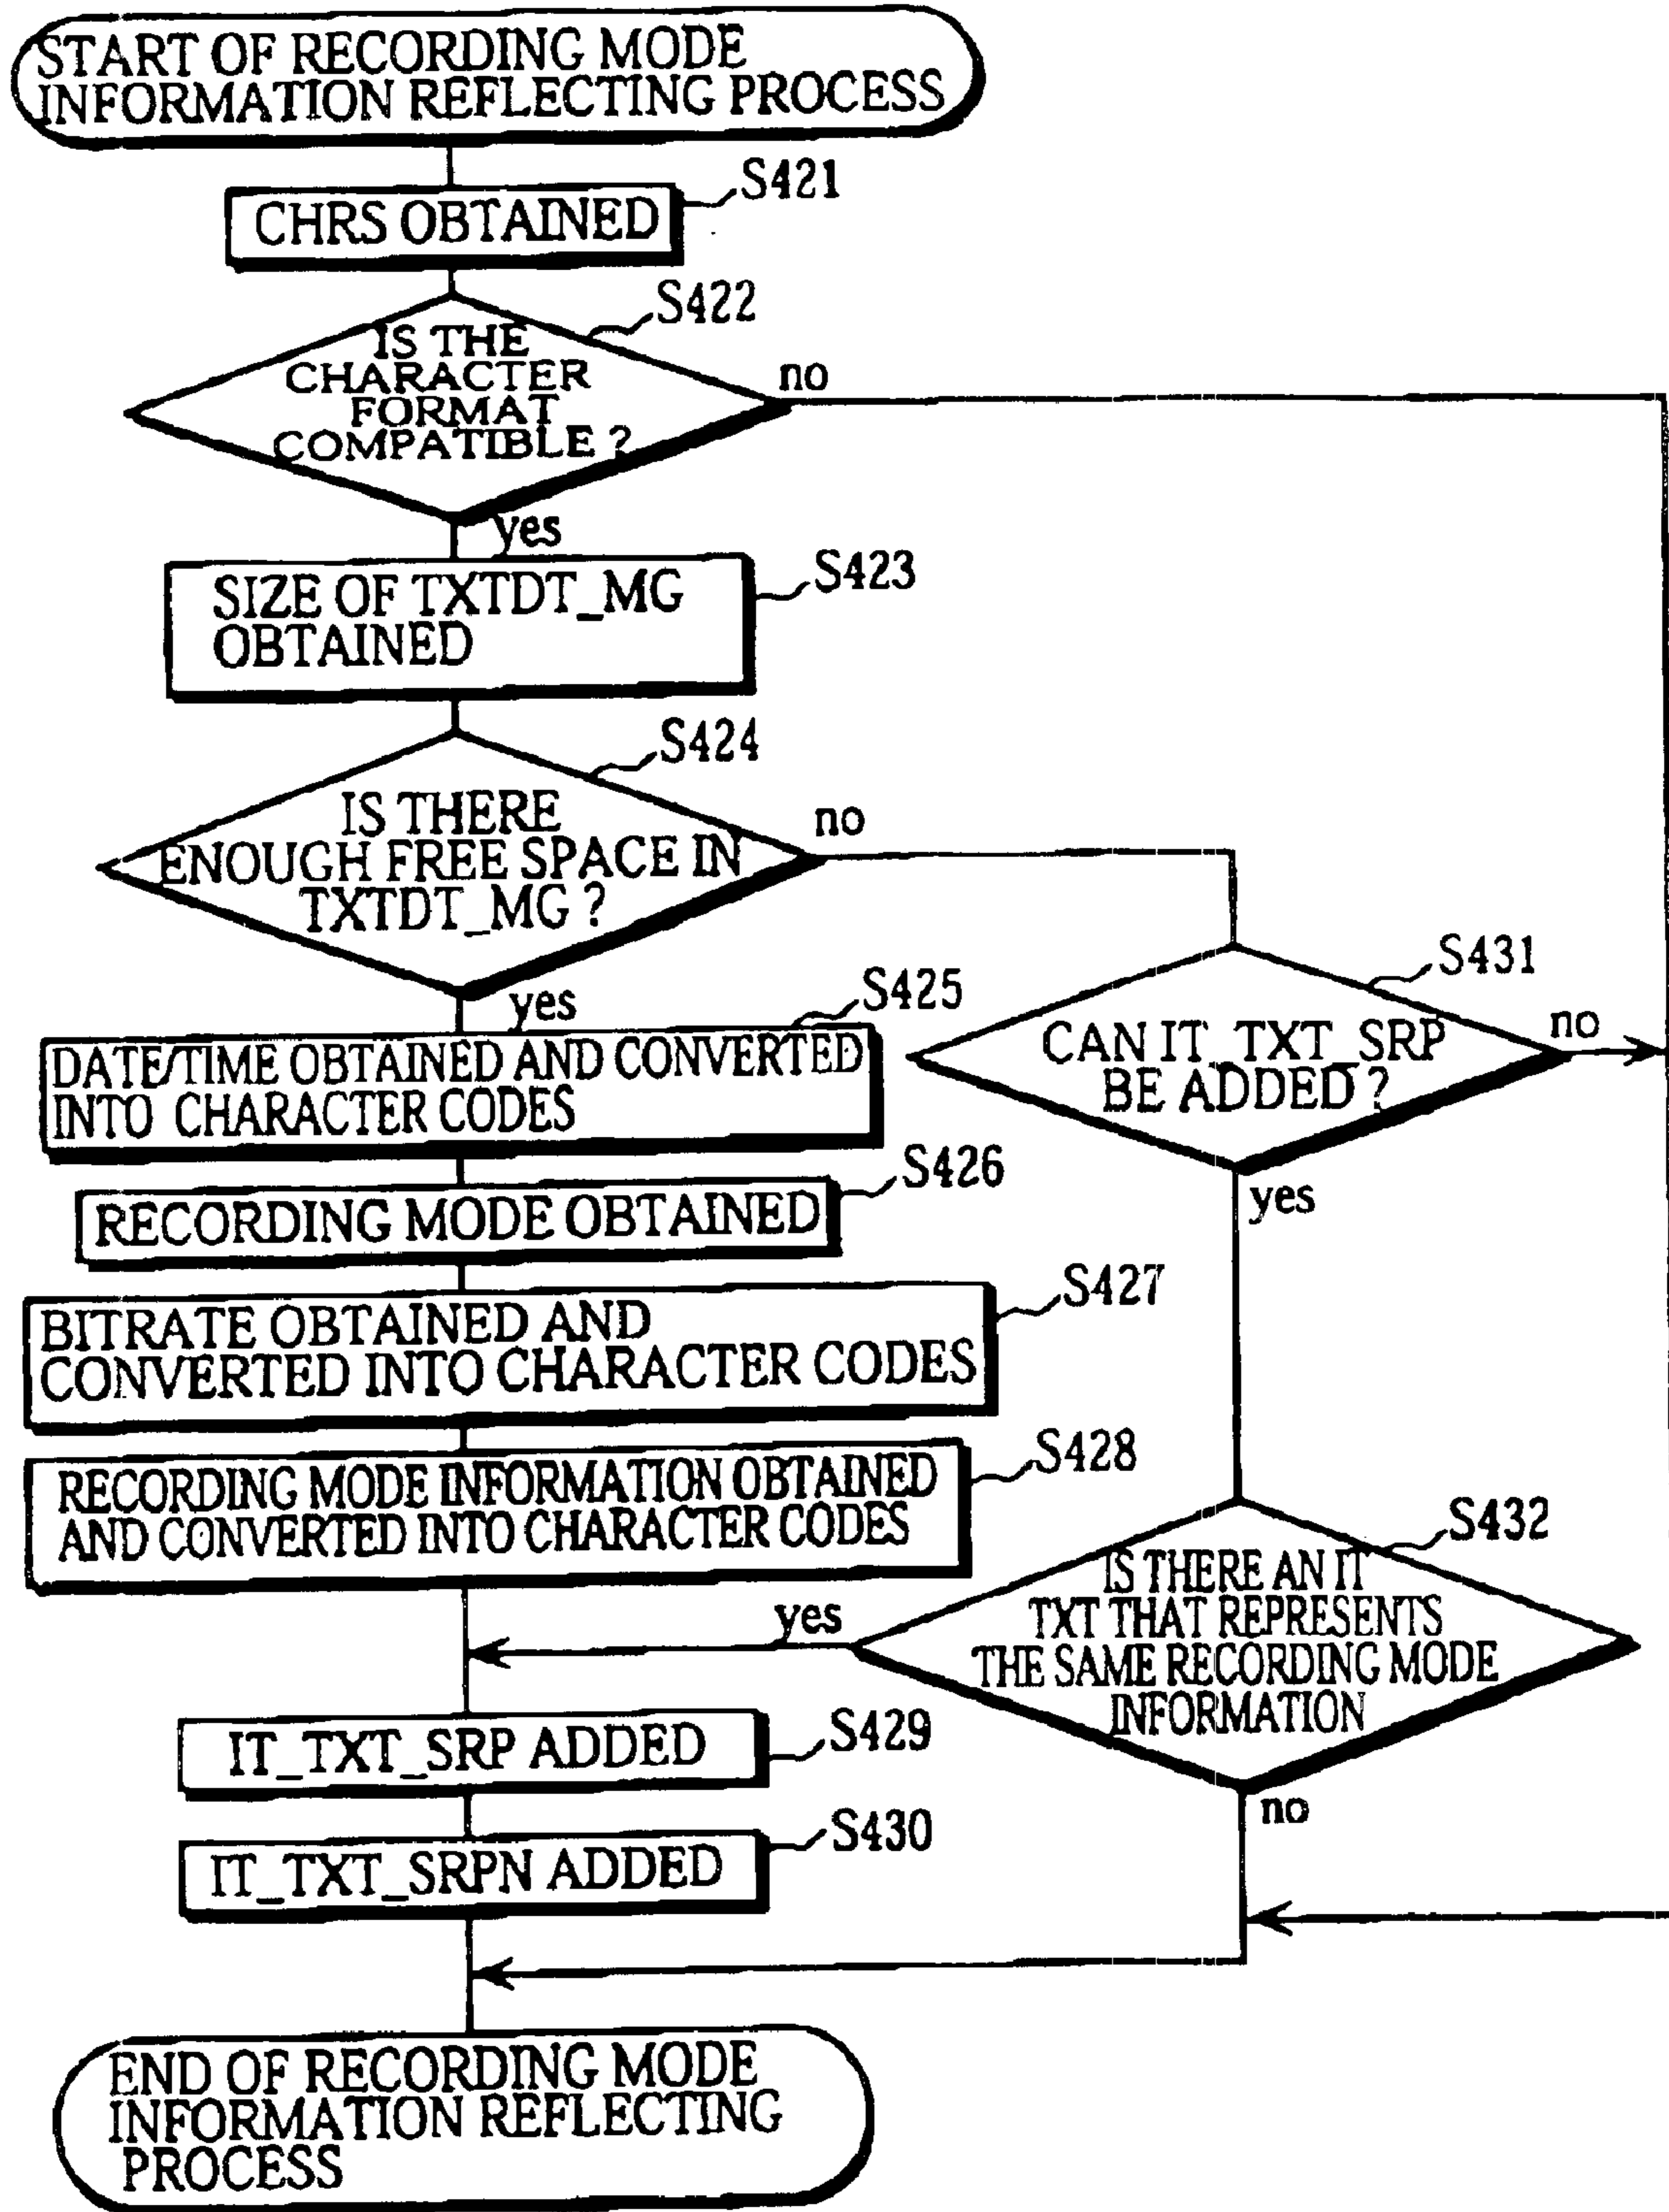 START OF RECORDING MODE
INFORMATION REFLECTING PROCESS
S421
CHRS OBTAINED
S422
IS THE
CHARACTER
FORMAT
COMPATIBLE ?
no
yes
S423
SIZE OF TXTDT_MG
OBTAINED
S424
IS THERE
ENOUGH FREE SPACE IN
TXTDT_MG ?
no
yes
S431
CAN IT_TXT_SRP
BE ADDED ?
no
yes
S425
DATE/TIME OBTAINED AND CONVERTED
INTO CHARACTER CODES
S426
RECORDING MODE OBTAINED
S427
BITRATE OBTAINED AND
CONVERTED INTO CHARACTER CODES
S428
RECORDING MODE INFORMATION OBTAINED
AND CONVERTED INTO CHARACTER CODES
S432
IS THERE AN IT
TXT THAT REPRESENTS
THE SAME RECORDING MODE
INFORMATION
yes
no
S429
IT_TXT_SRP ADDED
S430
IT_TXT_SRPN ADDED
END OF RECORDING MODE
INFORMATION REFLECTING
PROCESS